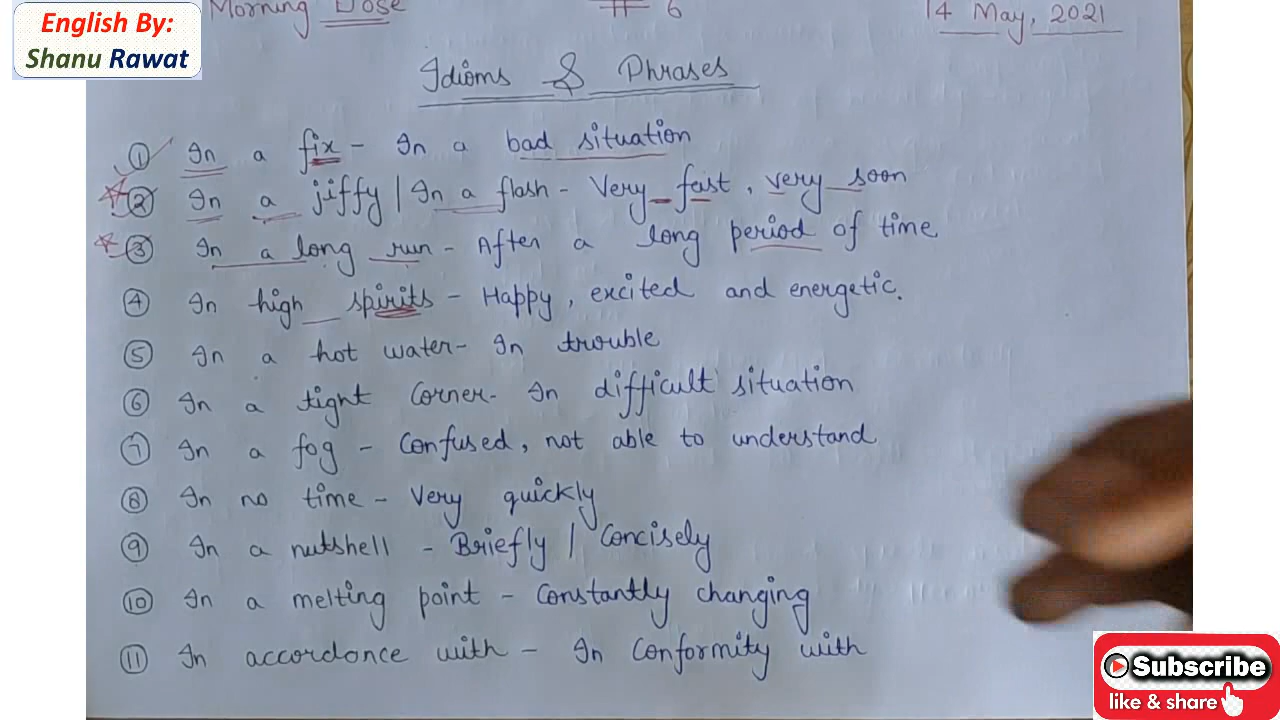 English By:
Shanu Rawat
Morning Dose # 6 14 May, 2021
Idioms & Phrases
① In a fix - In a bad situation
② In a jiffy | In a flash - Very fast, very soon
③ In a long run - After a long period of time
④ In high spirits - Happy, excited and energetic.
⑤ In a hot water - In trouble
⑥ In a tight corner - In difficult situation
⑦ In a fog - Confused, not able to understand
⑧ In no time - Very quickly
⑨ In a nutshell - Briefly / Concisely
⑩ In a melting point - Constantly changing
⑪ In accordance with - In Conformity with
Subscribe
like & share